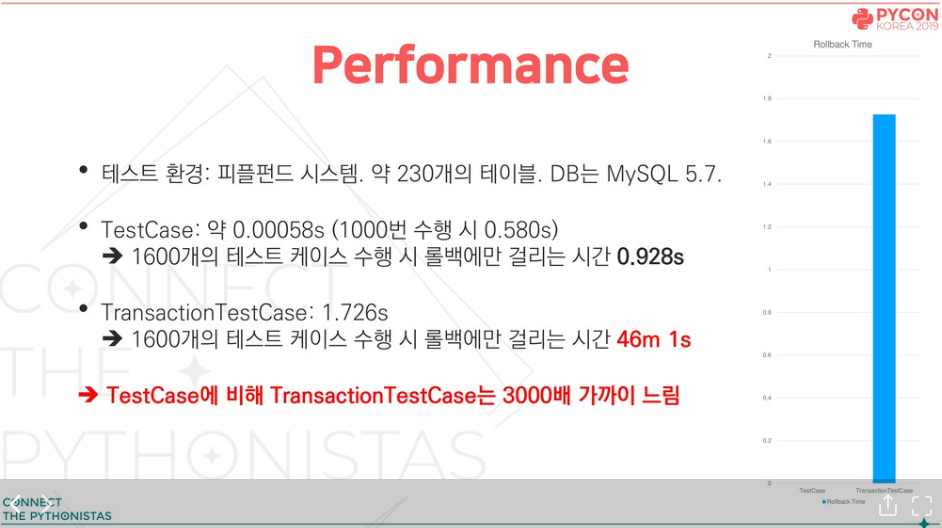 PYCON
KOREA 2019
Performance
• 테스트 환경: 피플펀드 시스템. 약 230개의 테이블. DB는 MySQL 5.7.
• TestCase: 약 0.00058s (1000번 수행 시 0.580s)
➔ 1600개의 테스트 케이스 수행 시 롤백에만 걸리는 시간 0.928s
• TransactionTestCase: 1.726s
➔ 1600개의 테스트 케이스 수행 시 롤백에만 걸리는 시간 46m 1s
➔ TestCase에 비해 TransactionTestCase는 3000배 가까이 느림
Rollback Time
2
1.8
1.6
1.4
1.2
1
0.8
0.6
0.4
0.2
0
TestCase TransactionTestCase
Rollback Time
CONNECT
THE
PYTHONISTAS
CONNECT
THE PYTHONISTAS